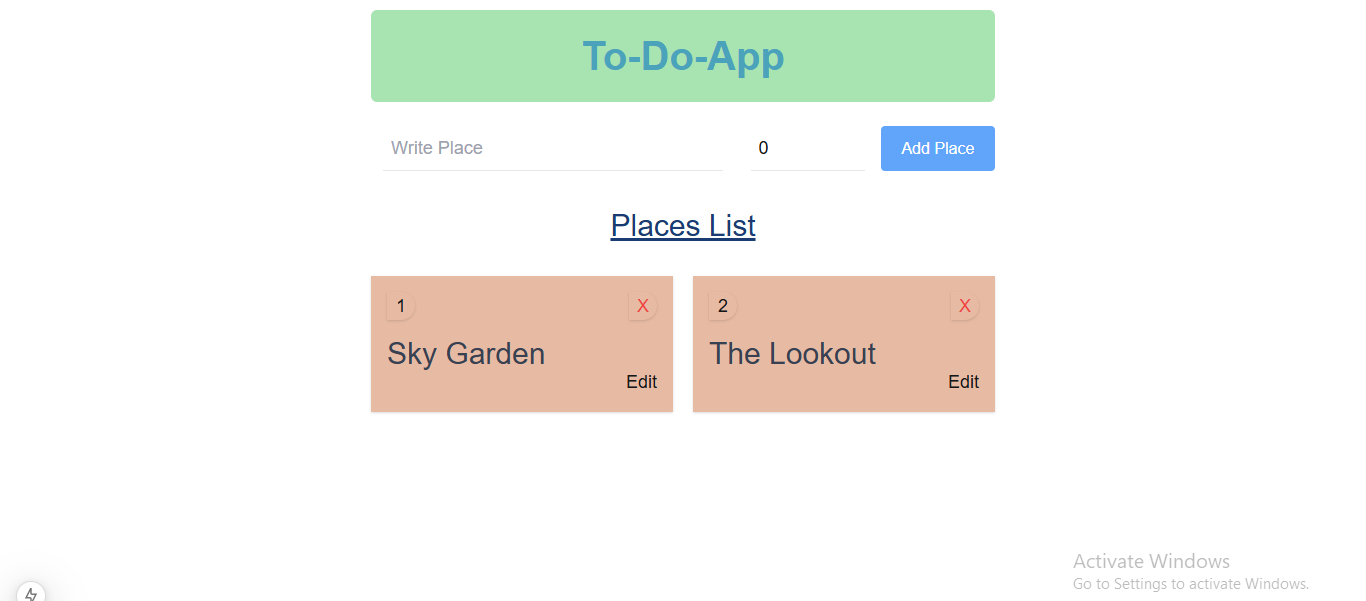 To-Do-App
Write Place
0
Add Place
Places List
1
X
Sky Garden
Edit
2
X
The Lookout
Edit
Activate Windows
Go to Settings to activate Windows.